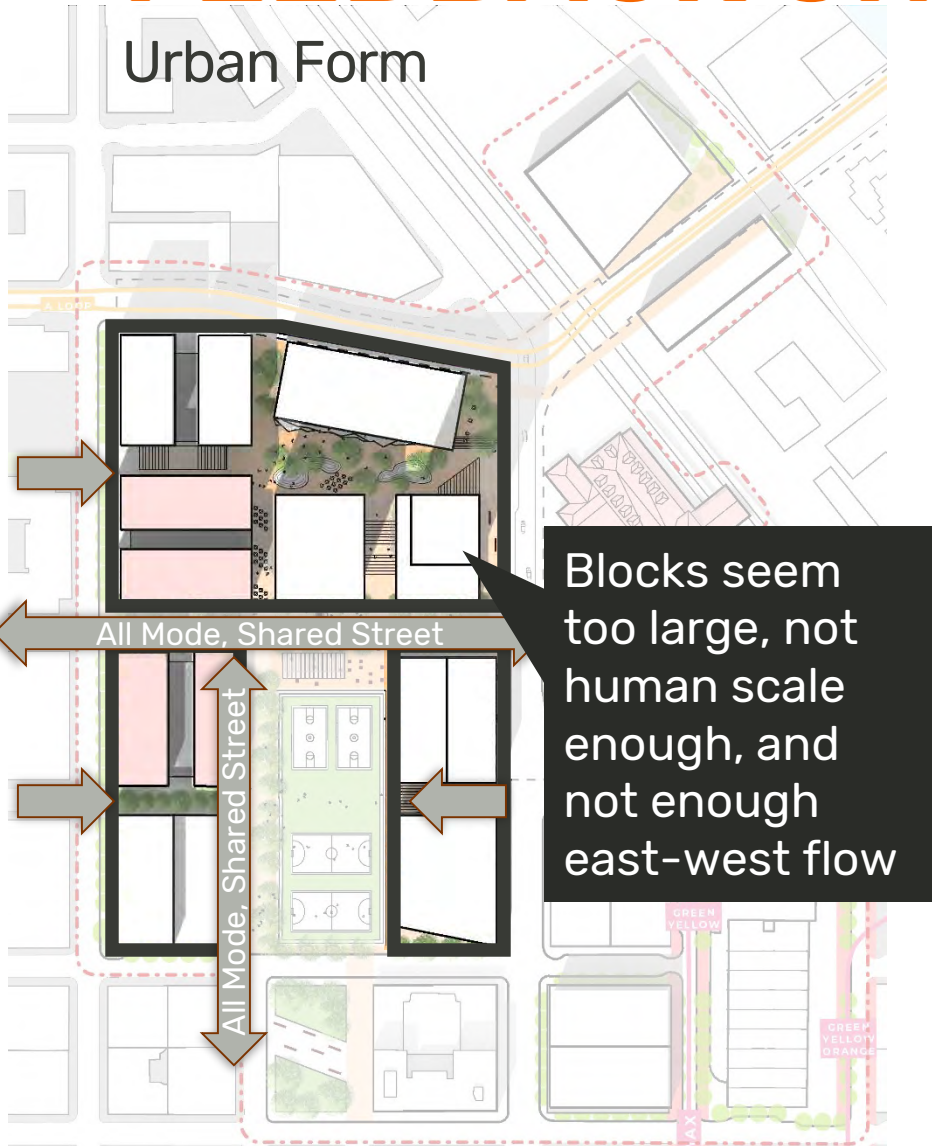 Urban Form
A LOOP
All Mode, Shared Street
All Mode, Shared Street
Blocks seem
too large, not
human scale
enough, and
not enough
east-west flow
GREEN
YELLOW
GREEN
YELLOW
ORANGE